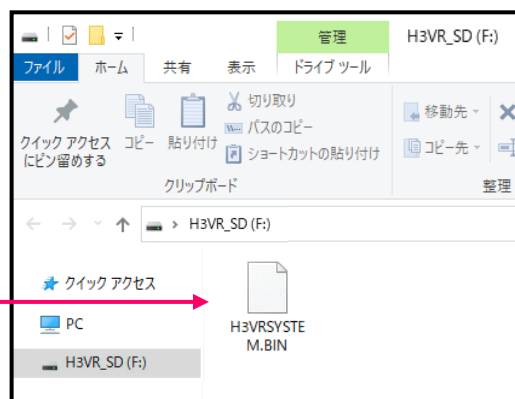 管理
H3VR_SD (F:)
ファイル ホーム 共有 表示 ドライブ ツール
クイック アクセス
にピン留めする
コピー
貼り付け
切り取り
パスのコピー
ショートカットの貼り付け
移動先
コピー先
クリップボード
整理
H3VR_SD (F:)
クイック アクセス
PC
H3VR_SD (F:)
H3VRSYSTE
M.BIN